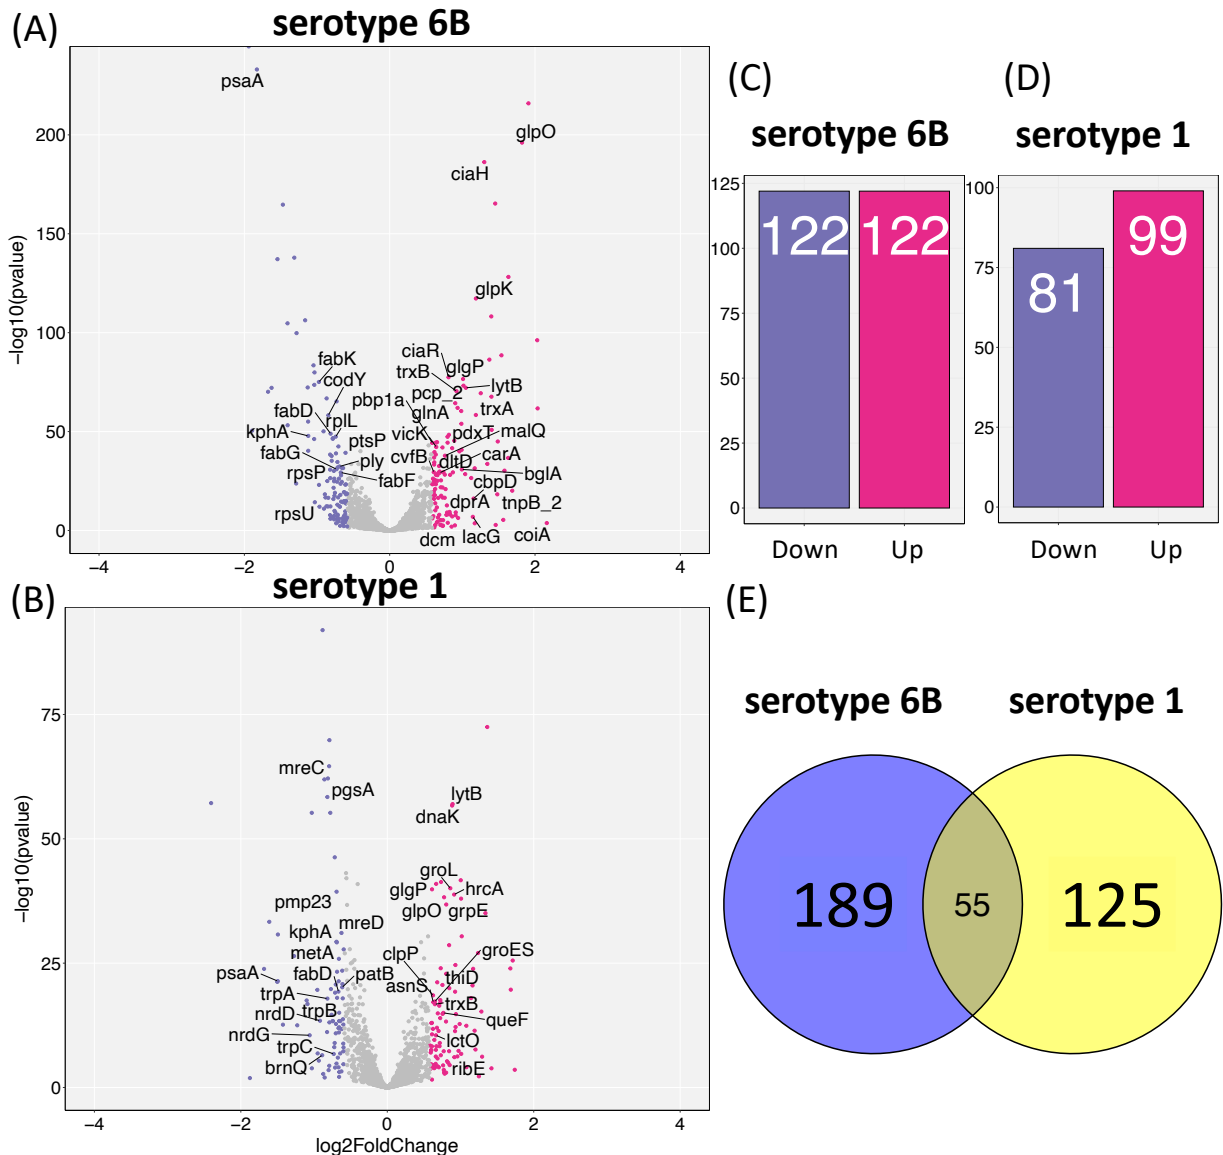 (A)
serotype 6B
−log10(pvalue)
200
150
100
50
0
−4
−2
0
2
4
psaA
glpO
ciaH
glpK
ciaR
glgP
fabK
trxB
codY
pcp_2
lytB
pbp1a
fabD
rplL
glnA
trxA
kphA
ptsP
vicK
pdxT
malQ
fabG
ply
cvfB
dltD
carA
rpsP
fabF
cbpD
bglA
rpsU
dprA
tnpB_2
dcm
lacG
coiA
(B)
serotype 1
−log10(pvalue)
75
50
25
0
−4
−2
0
2
4
log2FoldChange
mreC
pgsA
lytB
dnaK
groL
glgP
hrcA
pmp23
glpO
grpE
mreD
kphA
metA
clpP
groES
psaA
fabD
patB
thiD
asnS
trpA
trpB
trxB
nrdD
queF
nrdG
lctO
trpC
brnQ
ribE
(C)
serotype 6B
125
100
75
50
25
0
122
122
Down
Up
(D)
serotype 1
100
75
50
25
0
81
99
Down
Up
(E)
serotype 6B
serotype 1
189
55
125